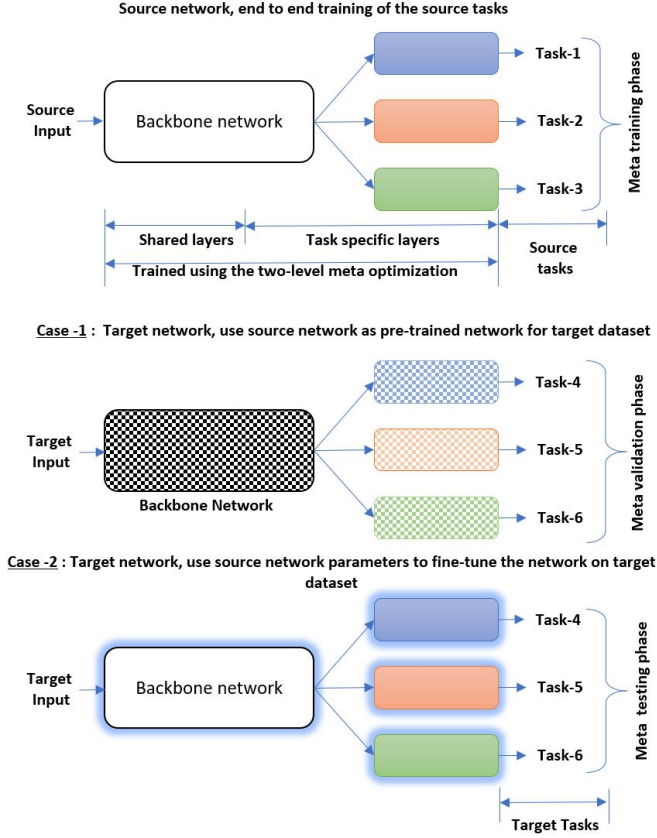 Source network, end to end training of the source tasks
Task-1
Source
Input
Backbone network
Task-2
Task-3
Meta training phase
Shared layers
Task specific layers
Source
tasks
Trained using the two-level meta optimization
Case -1 : Target network, use source network as pre-trained network for target dataset
Task-4
Target
Input
Task-5
Backbone Network
Task-6
Meta validation phase
Case -2 : Target network, use source network parameters to fine-tune the network on target
dataset
Task-4
Target
Input
Backbone network
Task-5
Task-6
Meta testing phase
Target Tasks